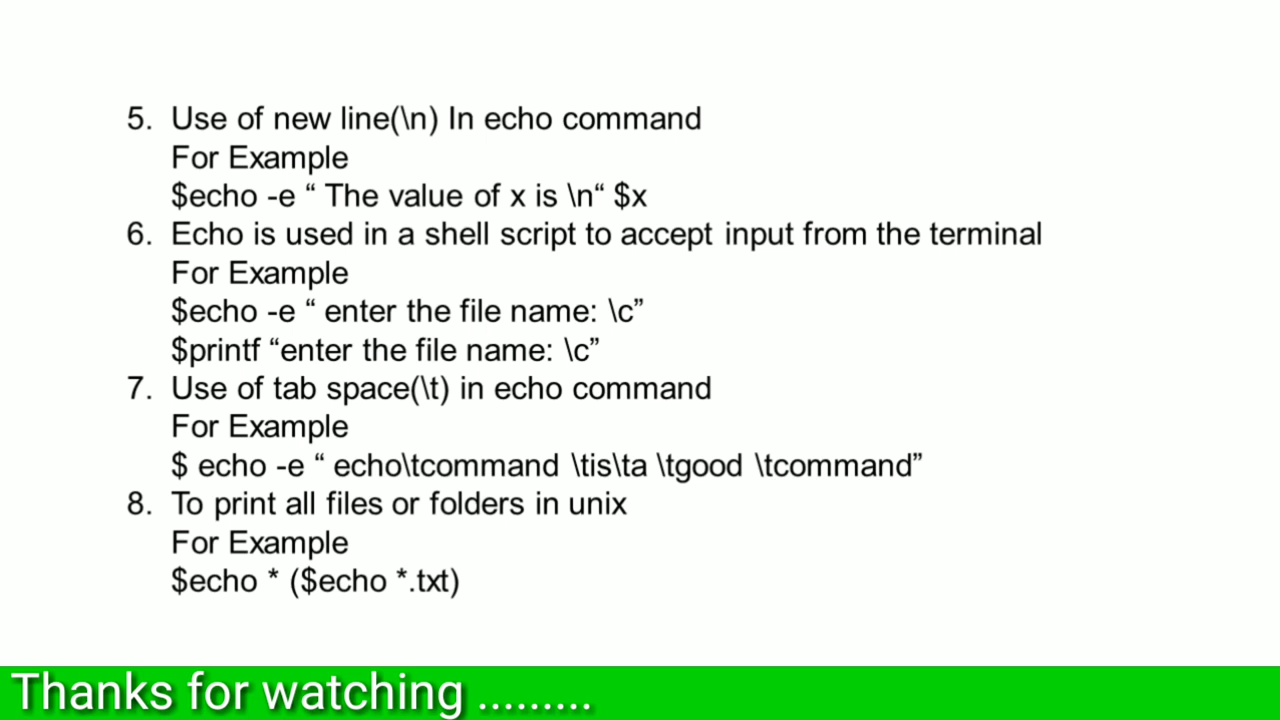 5. Use of new line(\n) In echo command
For Example
$echo -e “ The value of x is \n“ $x
6. Echo is used in a shell script to accept input from the terminal
For Example
$echo -e “ enter the file name: \c”
$printf “enter the file name: \c”
7. Use of tab space(\t) in echo command
For Example
$ echo -e “ echo\tcommand \tis\ta \tgood \tcommand”
8. To print all files or folders in unix
For Example
$echo * ($echo *.txt)
Thanks for watching .........